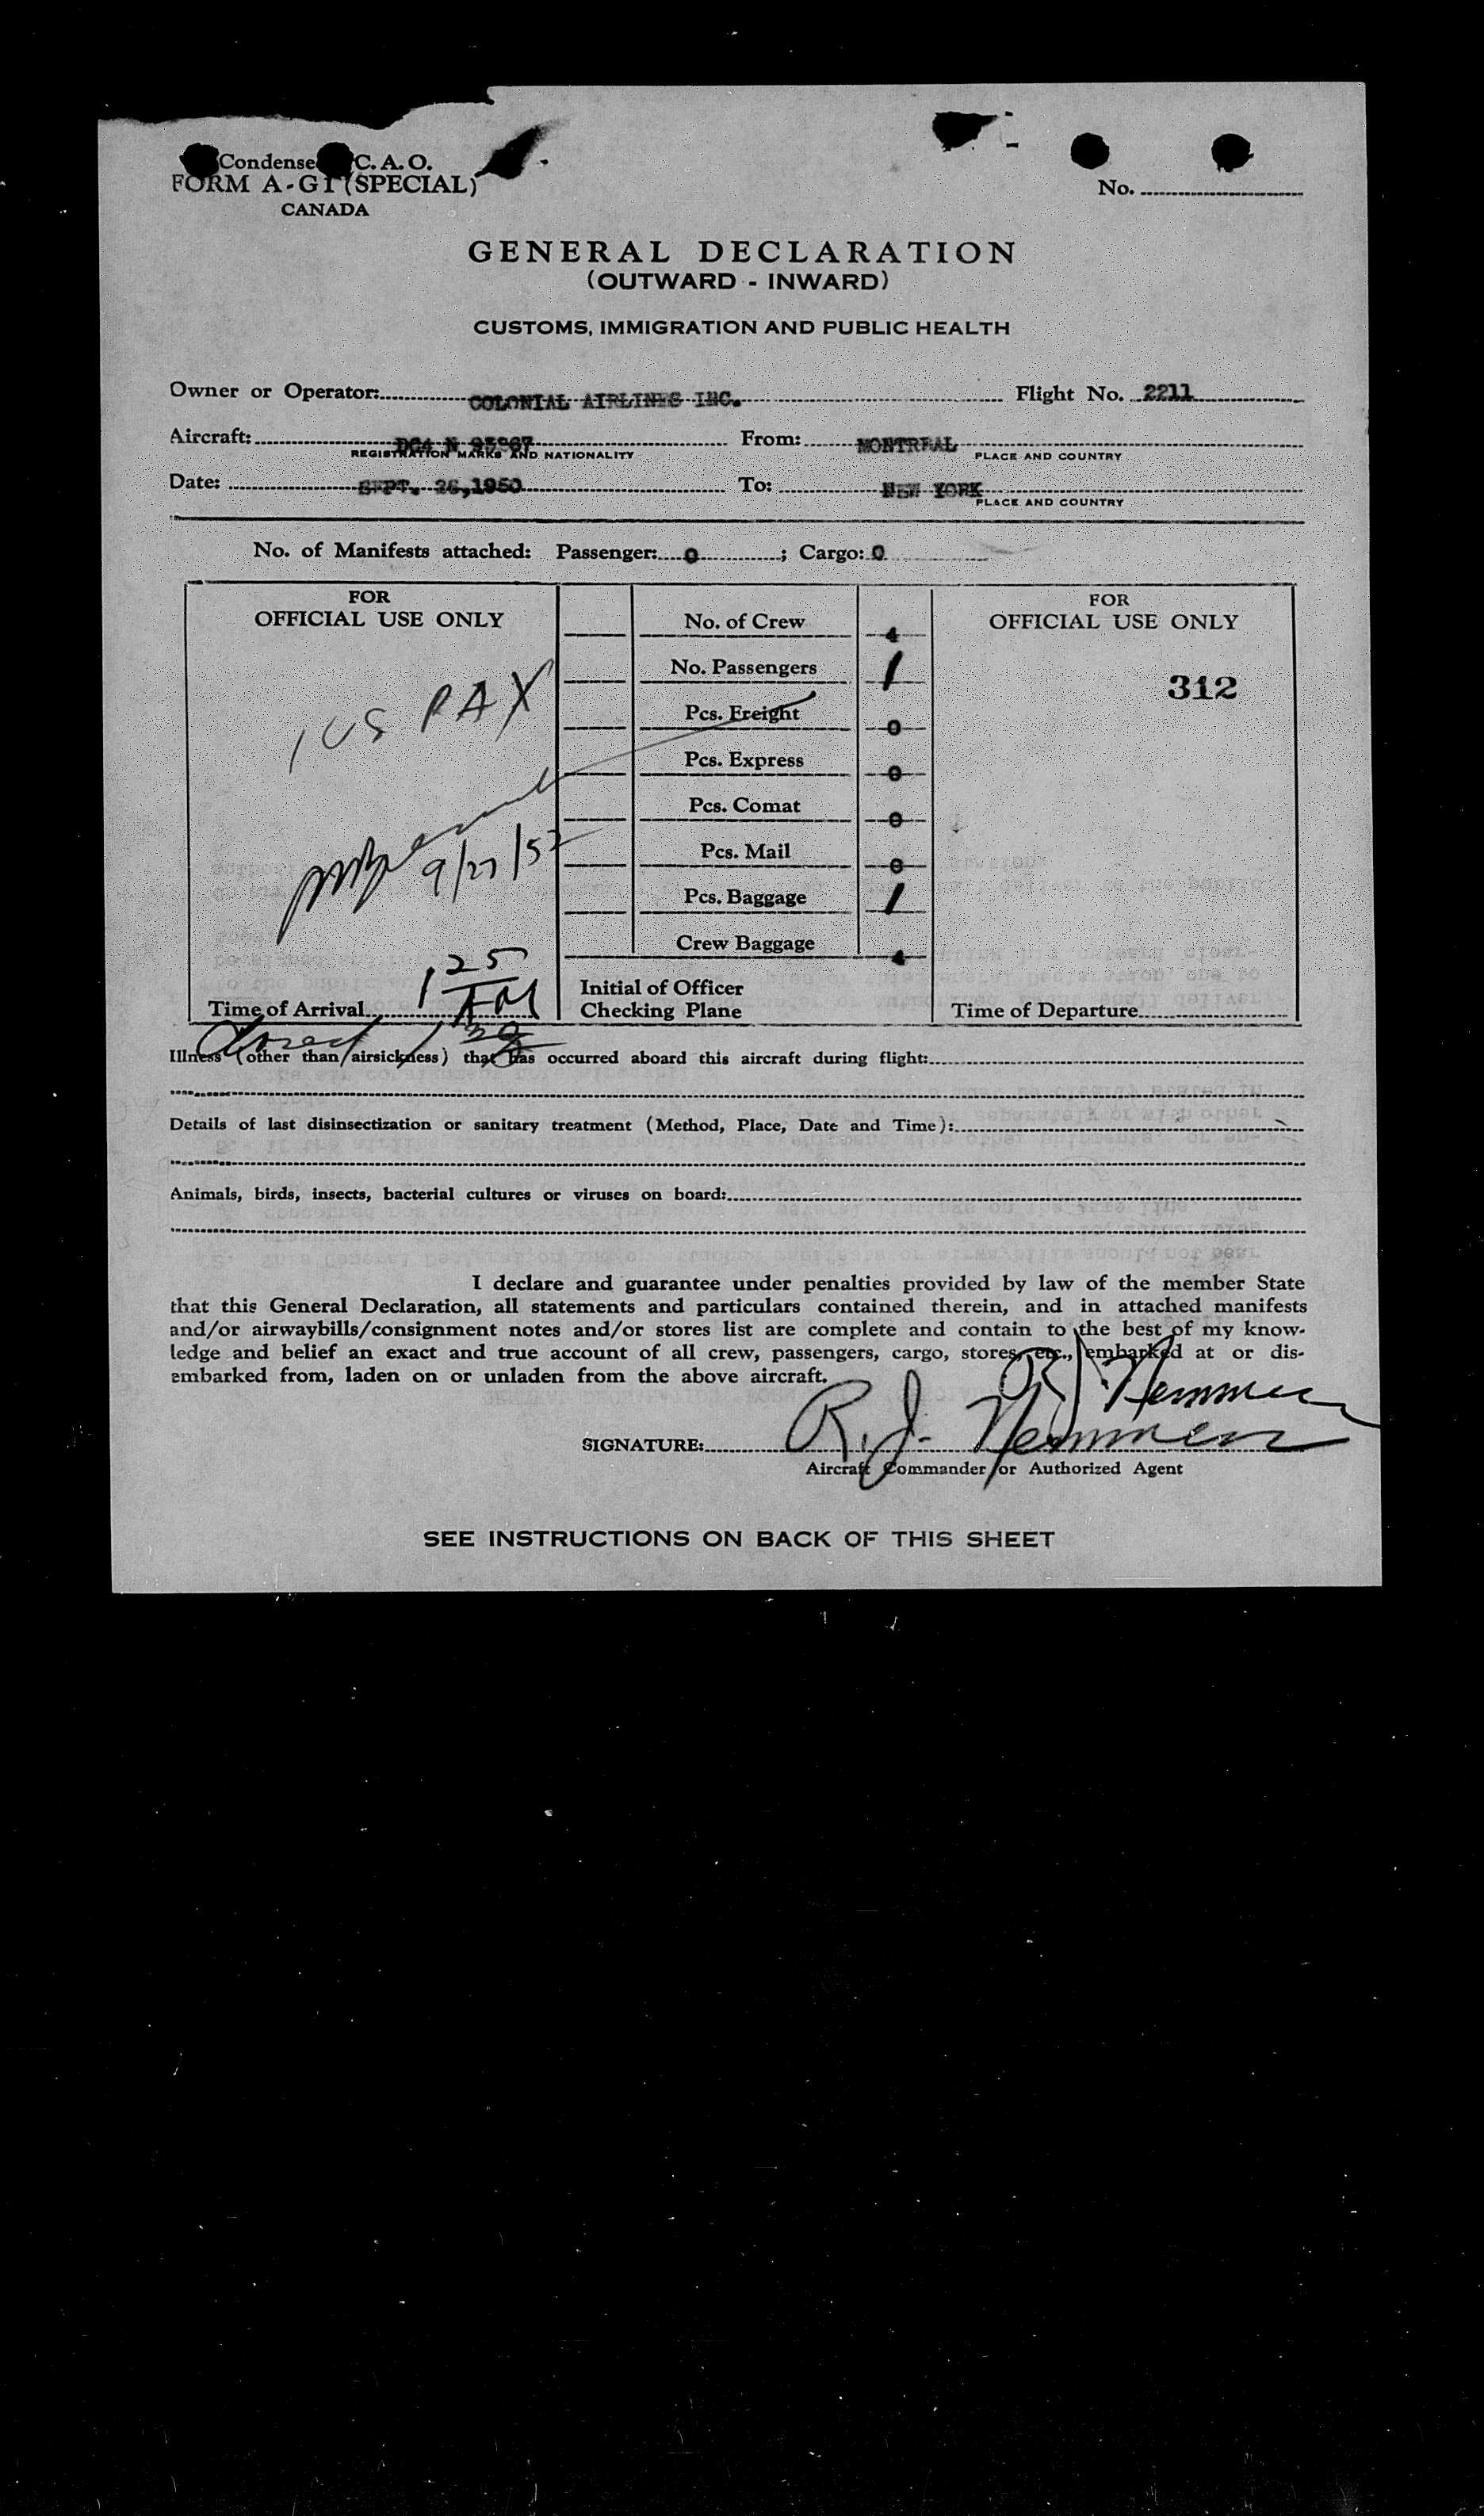 Condense C. A. O.
FORM A-G1 (SPECIAL)
CANADA
No.
GENERAL DECLARATION
(OUTWARD - INWARD)
CUSTOMS, IMMIGRATION AND PUBLIC HEALTH
Owner or Operator: COLONIAL AIRLINES INC. Flight No. 2211
Aircraft: DC4 N From: MONTREAL
REGISTRATION MARKS AND NATIONALITY PLACE AND COUNTRY
Date: SEPT. 26,1950 To: NEW YORK
PLACE AND COUNTRY
No. of Manifests attached: Passenger: 0 ; Cargo: 0
FOR
OFFICIAL USE ONLY
1 US PAX
9/27/52
Time of Arrival 1 25 AM
No. of Crew 4
No. Passengers 1
Pcs. Freight 0
Pcs. Express 0
Pcs. Comat 0
Pcs. Mail 0
Pcs. Baggage 1
Crew Baggage 4
Initial of Officer
Checking Plane
FOR
OFFICIAL USE ONLY
312
Time of Departure
Illness (other than airsickness) that has occurred aboard this aircraft during flight:
Details of last disinsectization or sanitary treatment (Method, Place, Date and Time):
Animals, birds, insects, bacterial cultures or viruses on board:
I declare and guarantee under penalties provided by law of the member State
that this General Declaration, all statements and particulars contained therein, and in attached manifests
and/or airwaybills/consignment notes and/or stores list are complete and contain to the best of my know-
ledge and belief an exact and true account of all crew, passengers, cargo, stores, etc., embarked at or dis-
embarked from, laden on or unladen from the above aircraft.
SIGNATURE: R. J.
Aircraft Commander or Authorized Agent
SEE INSTRUCTIONS ON BACK OF THIS SHEET